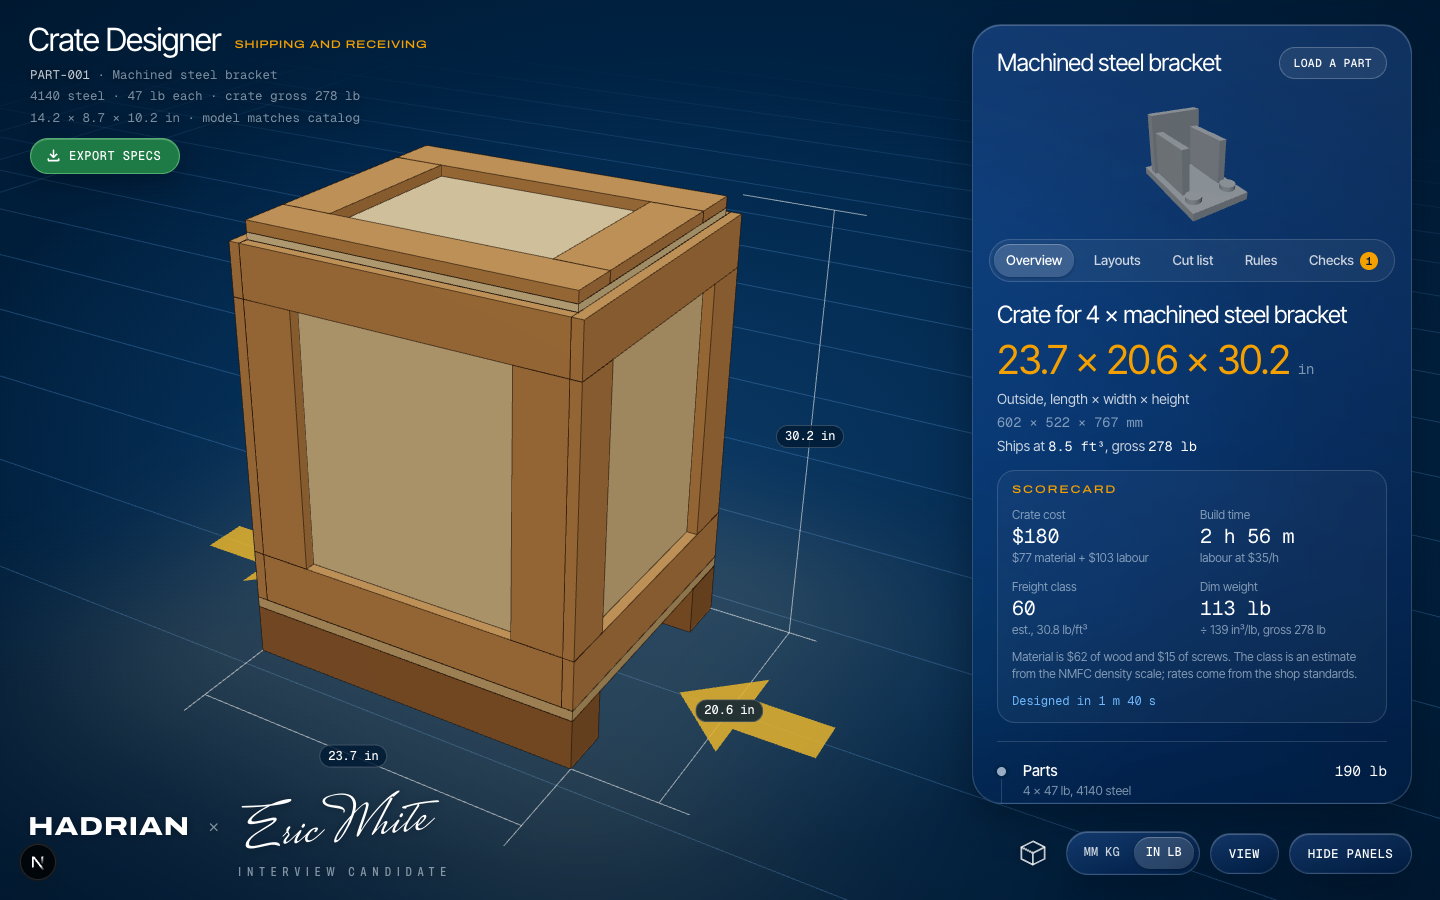 Crate Designer SHIPPING AND RECEIVING
PART-001 · Machined steel bracket
4140 steel · 47 lb each · crate gross 278 lb
14.2 × 8.7 × 10.2 in · model matches catalog
EXPORT SPECS
30.2 in
20.6 in
23.7 in
HADRIAN × Eric White
INTERVIEW CANDIDATE
N
Machined steel bracket LOAD A PART
Overview Layouts Cut list Rules Checks 1
Crate for 4 × machined steel bracket
23.7 × 20.6 × 30.2 in
Outside, length × width × height
602 × 522 × 767 mm
Ships at 8.5 ft³, gross 278 lb
SCORECARD
Crate cost Build time
$180 2 h 56 m
$77 material + $103 labour labour at $35/h
Freight class Dim weight
60 113 lb
est., 30.8 lb/ft³ ÷ 139 in³/lb, gross 278 lb
Material is $62 of wood and $15 of screws. The class is an estimate
from the NMFC density scale; rates come from the shop standards.
Designed in 1 m 40 s
Parts 190 lb
4 × 47 lb, 4140 steel
MM KG IN LB VIEW HIDE PANELS